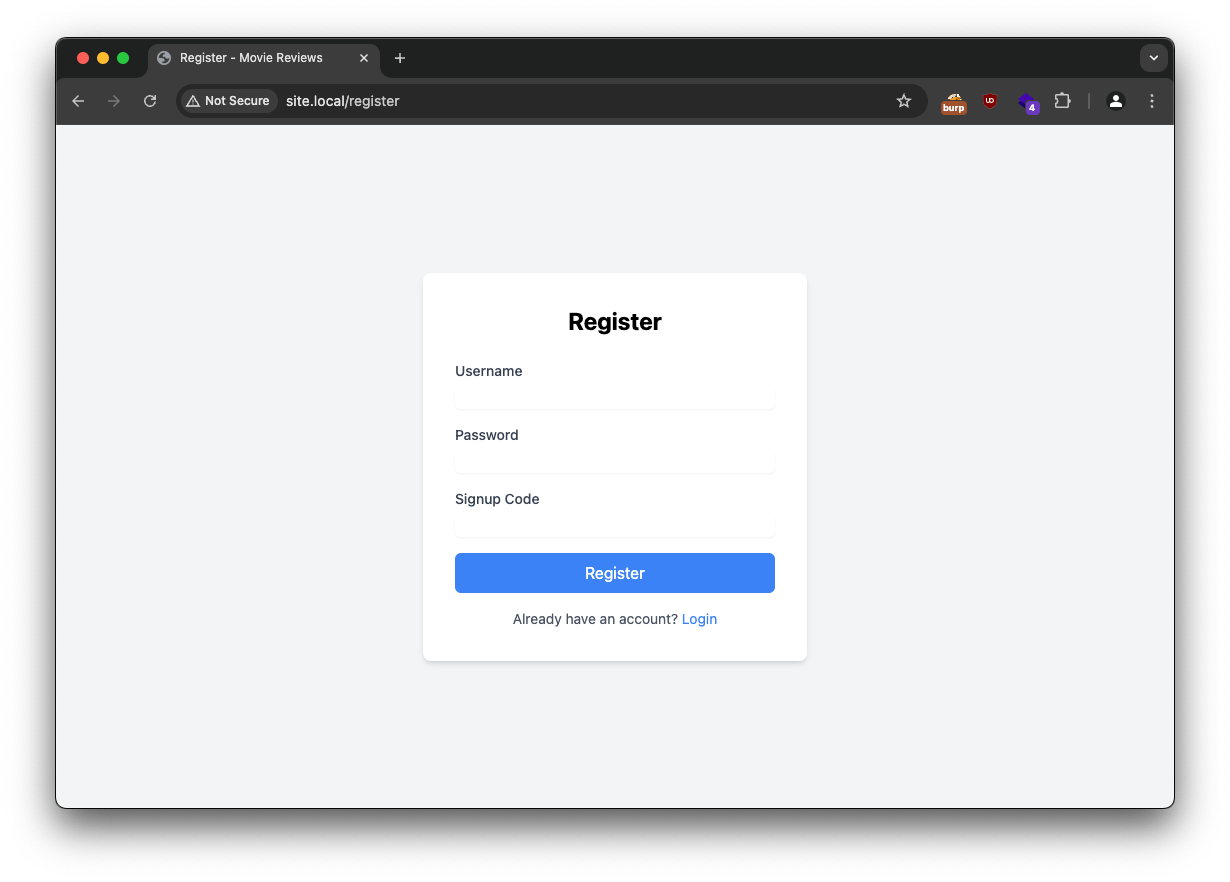 Register - Movie Reviews
Not Secure site.local/register
burp
UO
4
Register
Username
Password
Signup Code
Register
Already have an account? Login